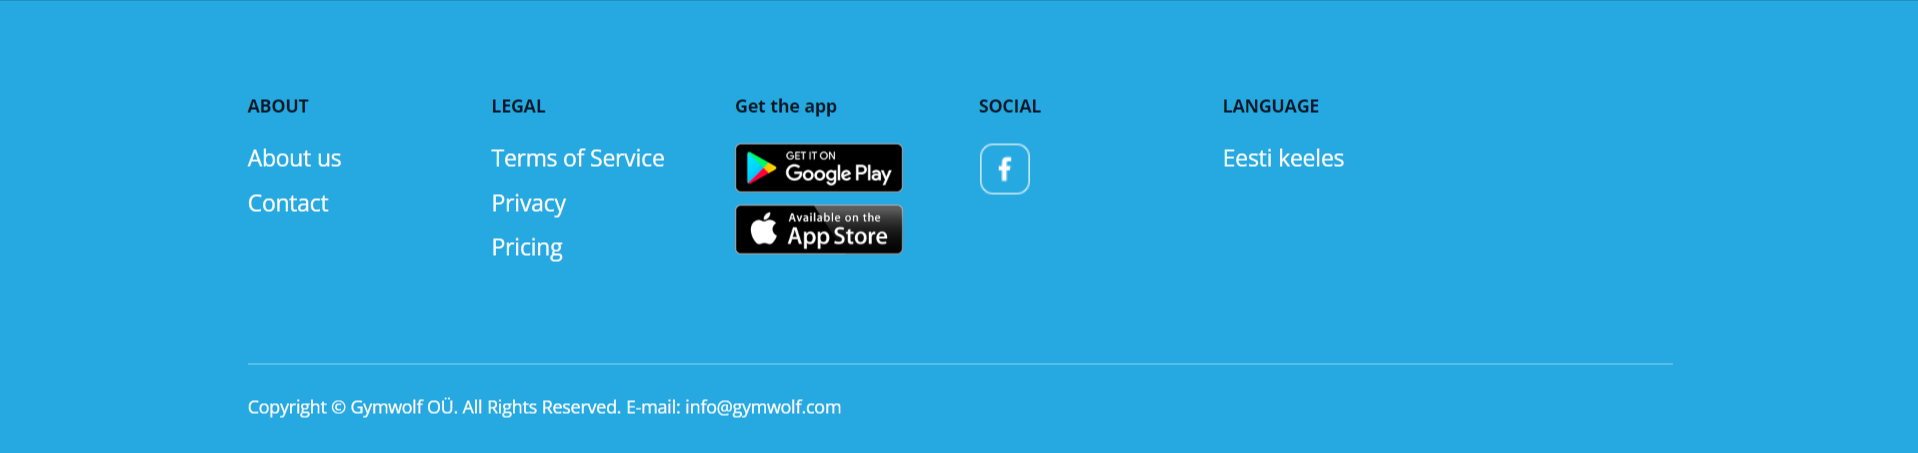 ABOUT
About us
Contact
LEGAL
Terms of Service
Privacy
Pricing
Get the app
GET IT ON
Google Play
Available on the
App Store
SOCIAL
LANGUAGE
Eesti keeles
Copyright © Gymwolf OÜ. All Rights Reserved. E-mail: info@gymwolf.com